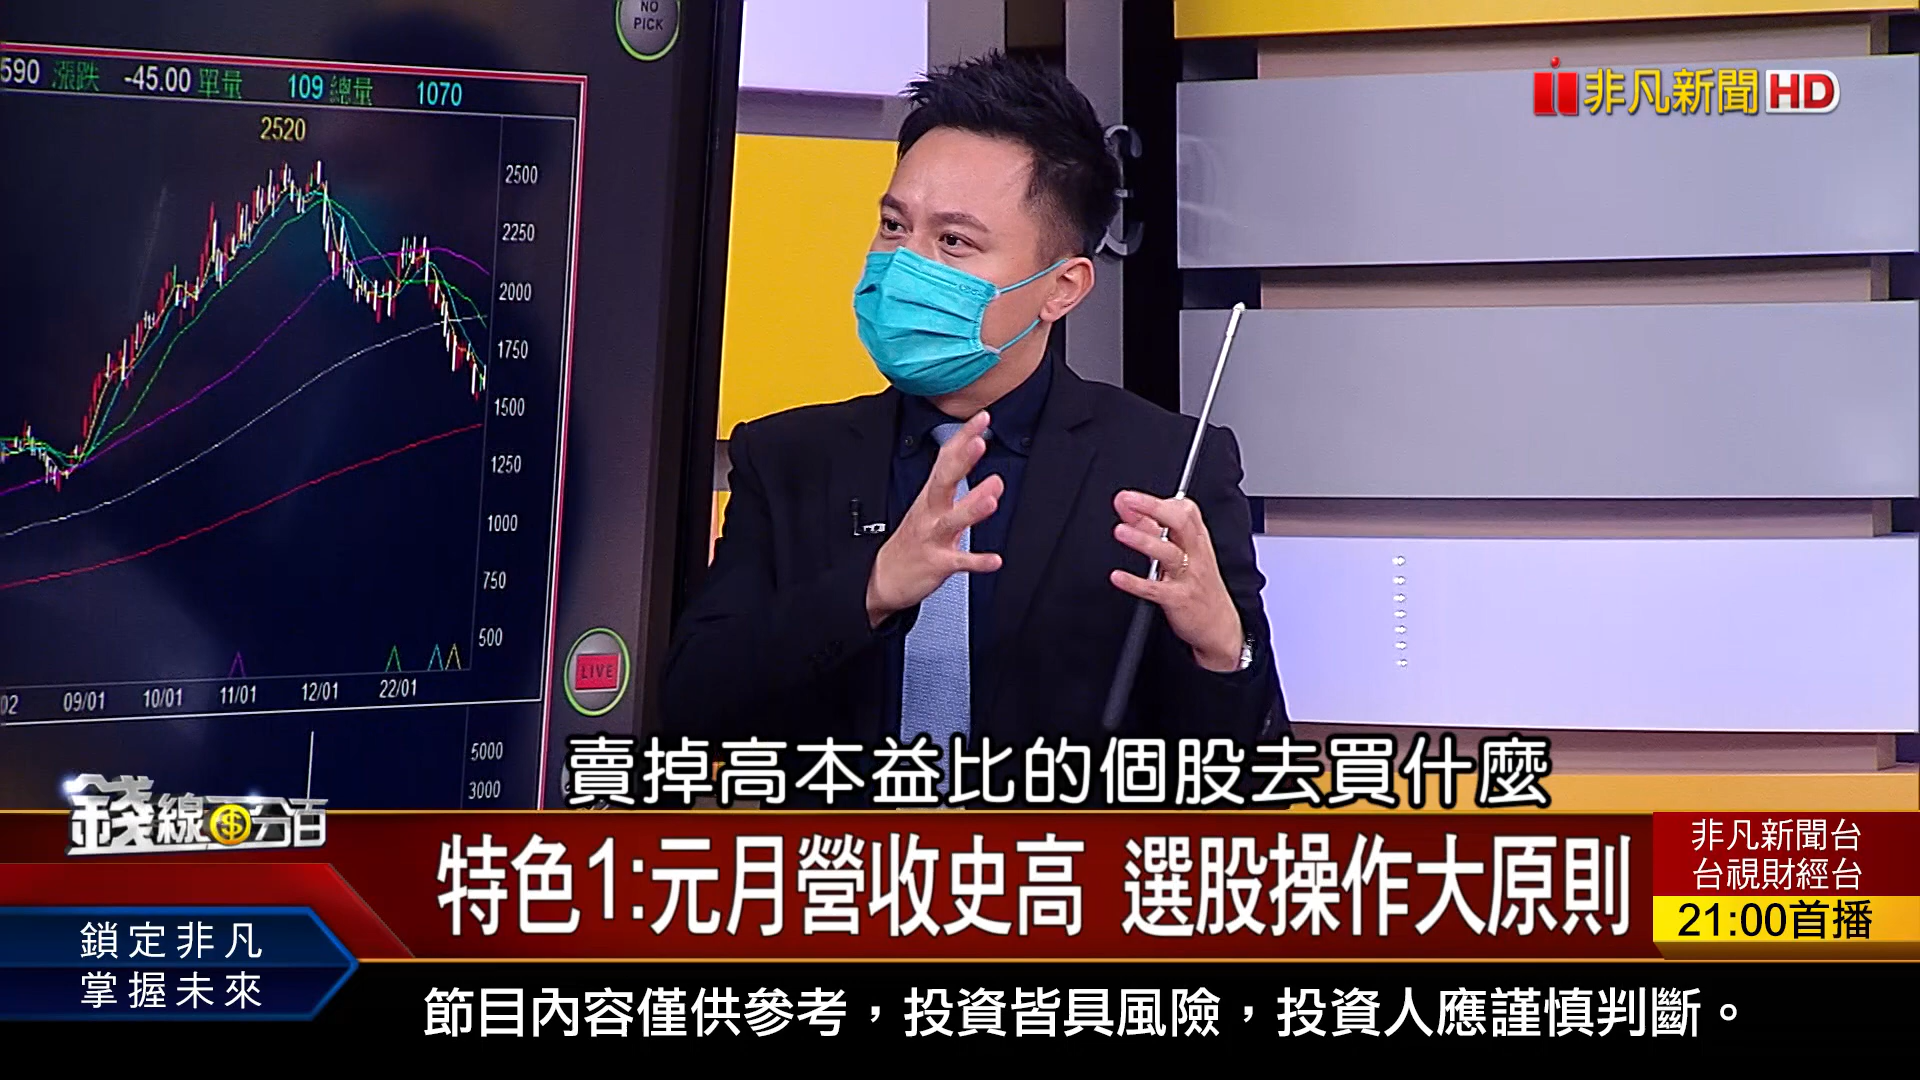 NO
PICK
590 漲跌 -45.00 單量 109 總量 1070
2520
2500
2250
2000
1750
1500
1250
1000
750
500
02 09/01 10/01 11/01 12/01 22/01
5000
3000
LIVE
非凡新聞HD
賣掉高本益比的個股去買什麼
錢線百分百
特色1:元月營收史高 選股操作大原則
非凡新聞台
台視財經台
21:00首播
鎖定非凡
掌握未來
節目內容僅供參考，投資皆具風險，投資人應謹慎判斷。